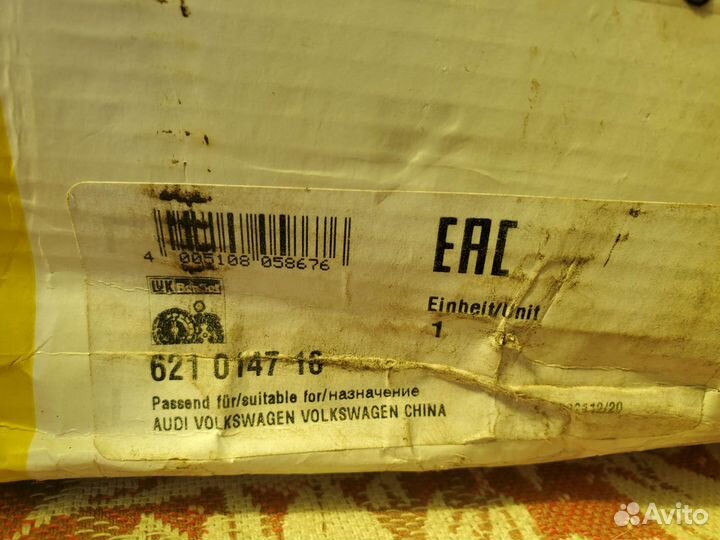 4 005108 058676
EAC
LUK RepSet
Einheit/Unit
1
621 0147 16
Passend für/suitable for/назначение
AUDI VOLKSWAGEN VOLKSWAGEN CHINA
Avito